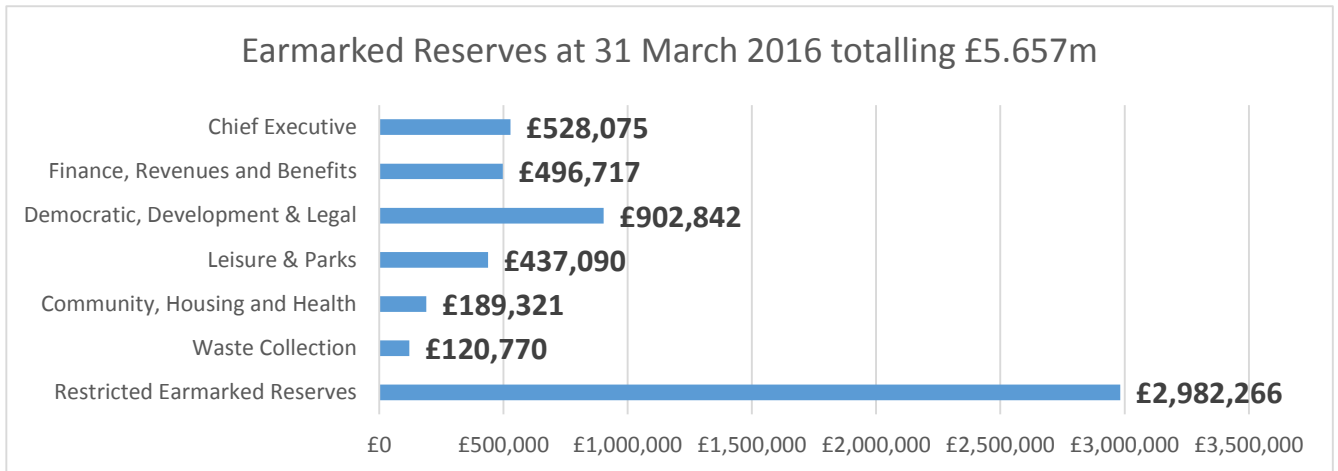 Earmarked Reserves at 31 March 2016 totalling £5.657m
Chief Executive £528,075
Finance, Revenues and Benefits £496,717
Democratic, Development & Legal £902,842
Leisure & Parks £437,090
Community, Housing and Health £189,321
Waste Collection £120,770
Restricted Earmarked Reserves £2,982,266
£0 £500,000 £1,000,000 £1,500,000 £2,000,000 £2,500,000 £3,000,000 £3,500,000